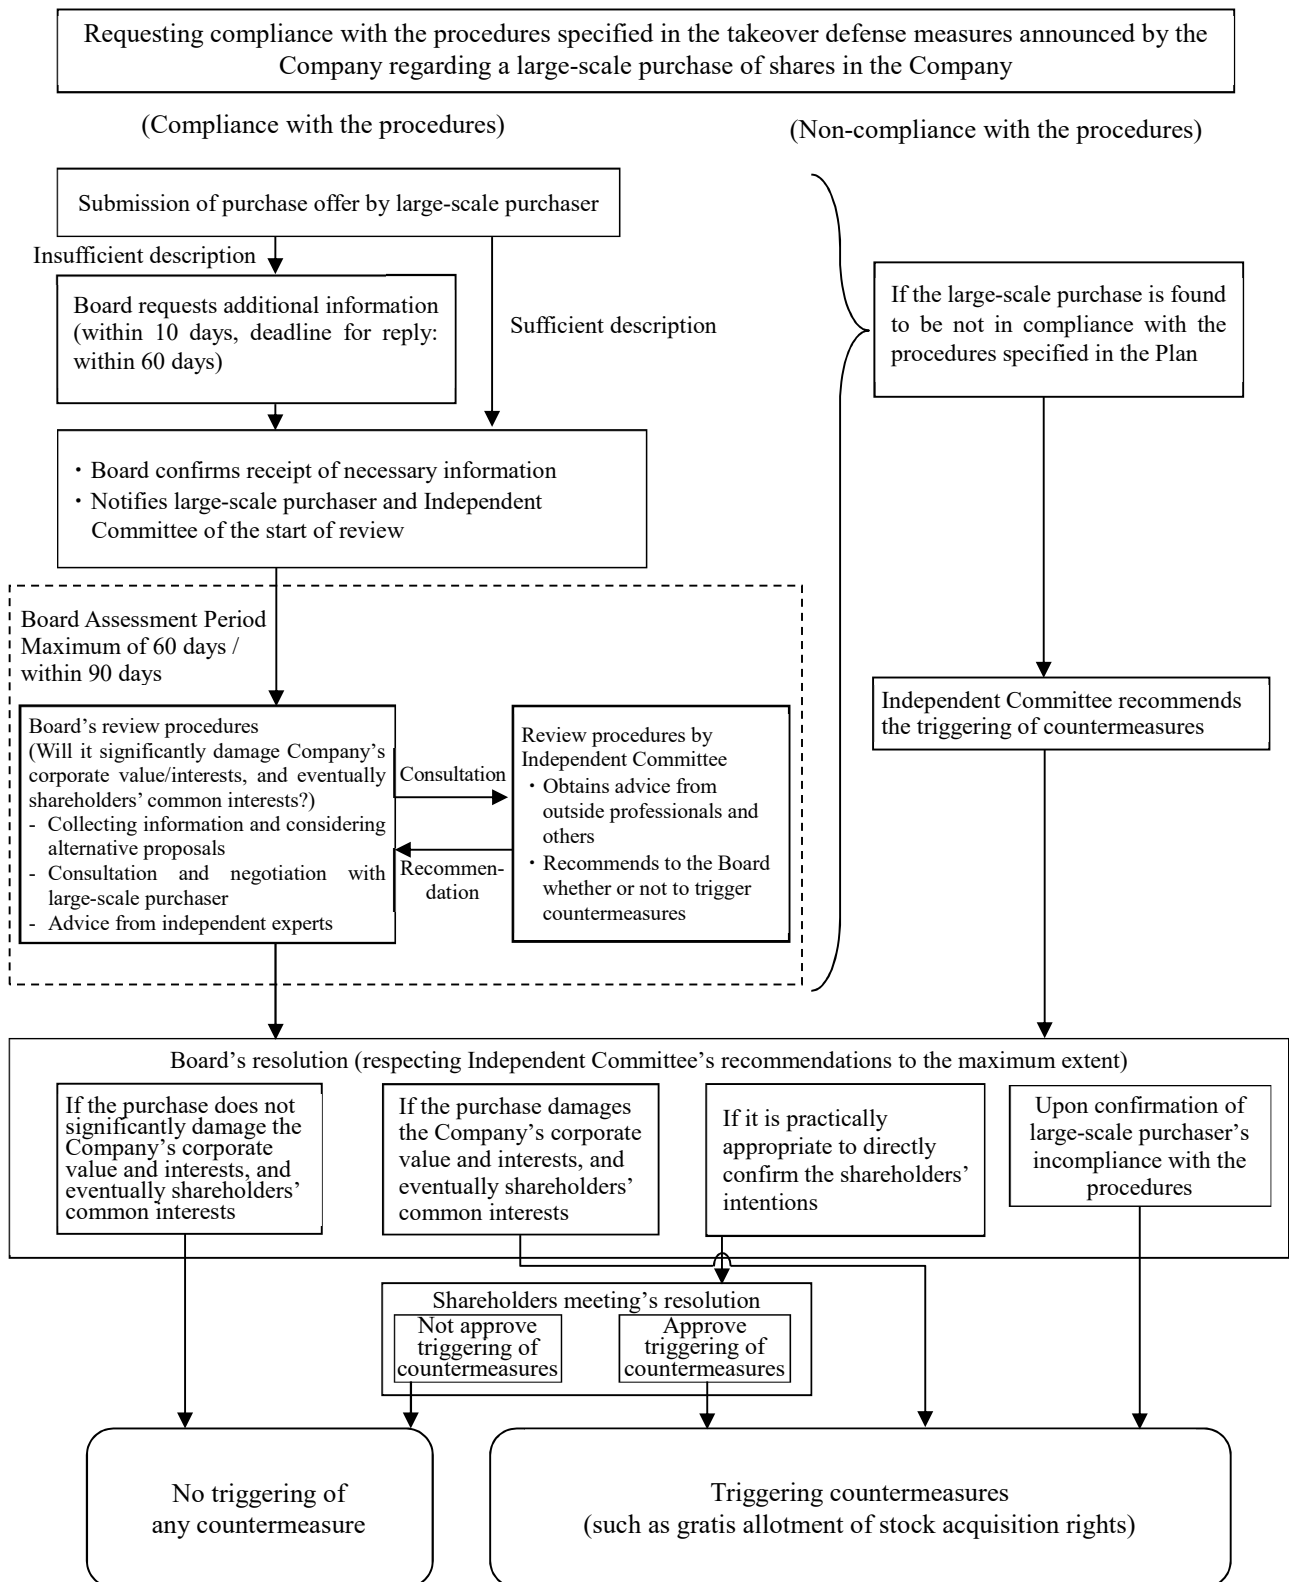 Requesting compliance with the procedures specified in the takeover defense measures announced by the
Company regarding a large-scale purchase of shares in the Company
(Compliance with the procedures)
(Non-compliance with the procedures)
Submission of purchase offer by large-scale purchaser
Insufficient description
Board requests additional information
(within 10 days, deadline for reply:
within 60 days)
Sufficient description
If the large-scale purchase is found
to be not in compliance with the
procedures specified in the Plan
・Board confirms receipt of necessary information
・Notifies large-scale purchaser and Independent
Committee of the start of review
Board Assessment Period
Maximum of 60 days /
within 90 days
Independent Committee recommends
the triggering of countermeasures
Board’s review procedures
(Will it significantly damage Company’s
corporate value/interests, and eventually
shareholders’ common interests?)
- Collecting information and considering
alternative proposals
- Consultation and negotiation with
large-scale purchaser
- Advice from independent experts
Consultation
Recommen-
dation
Review procedures by
Independent Committee
・Obtains advice from
outside professionals and
others
・Recommends to the Board
whether or not to trigger
countermeasures
Board’s resolution (respecting Independent Committee’s recommendations to the maximum extent)
If the purchase does not
significantly damage the
Company’s corporate
value and interests, and
eventually shareholders’
common interests
If the purchase damages
the Company’s corporate
value and interests, and
eventually shareholders’
common interests
If it is practically
appropriate to directly
confirm the shareholders’
intentions
Upon confirmation of
large-scale purchaser’s
incompliance with the
procedures
Shareholders meeting’s resolution
Not approve
triggering of
countermeasures
Approve
triggering of
countermeasures
No triggering of
any countermeasure
Triggering countermeasures
(such as gratis allotment of stock acquisition rights)